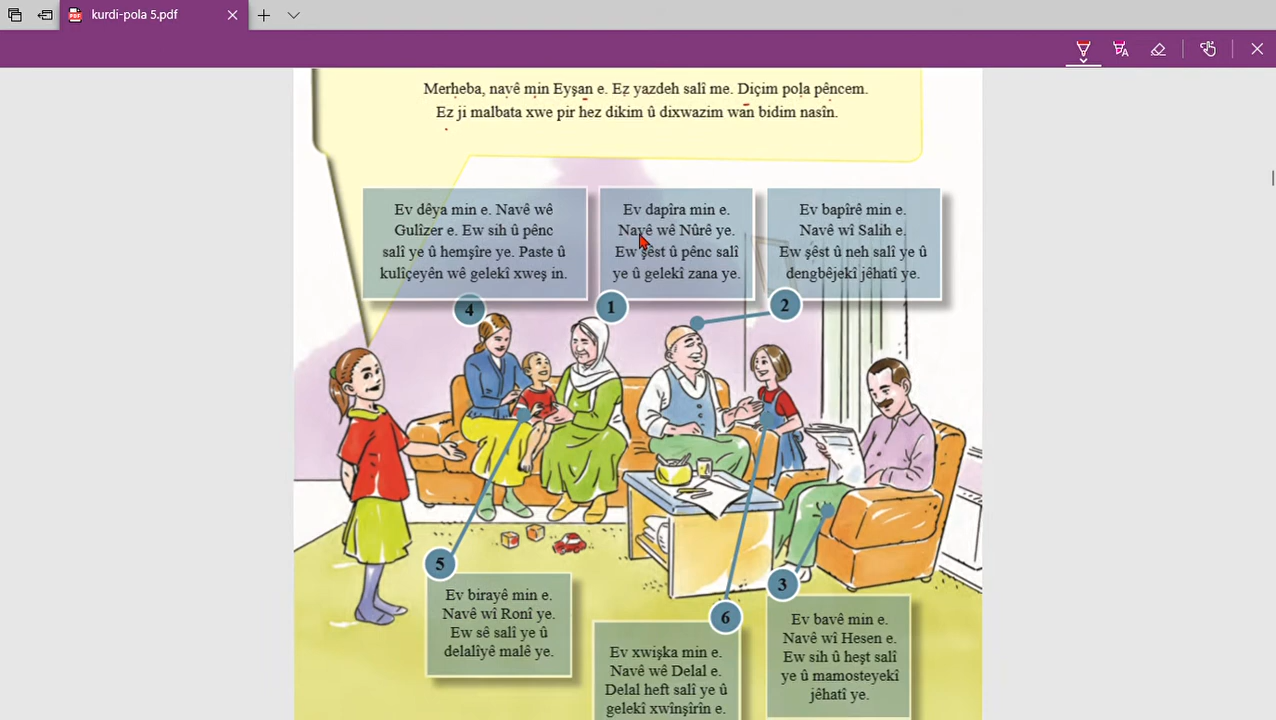 kurdi-pola 5.pdf
Merheba, navê min Eyşan e. Ez yazdeh salî me. Diçim pola pêncem.
Ez ji malbata xwe pir hez dikim û dixwazim wan bidim nasîn.
Ev dêya min e. Navê wê
Gulîzer e. Ew sih û pênc
salî ye û hemşîre ye. Paste û
kulîçeyên wê gelekî xweş in.
Ev dapîra min e.
Navê wê Nûrê ye.
Ew şêst û pênc salî
ye û gelekî zana ye.
Ev bapîrê min e.
Navê wî Salih e.
Ew şêst û neh salî ye û
dengbêjekî jêhatî ye.
4
1
2
5
Ev birayê min e.
Navê wî Ronî ye.
Ew sê salî ye û
delalîyê malê ye.
6
Ev xwişka min e.
Navê wê Delal e.
Delal heft salî ye û
gelekî xwînşîrîn e.
3
Ev bavê min e.
Navê wî Hesen e.
Ew sih û heşt salî
ye û mamosteyekî
jêhatî ye.